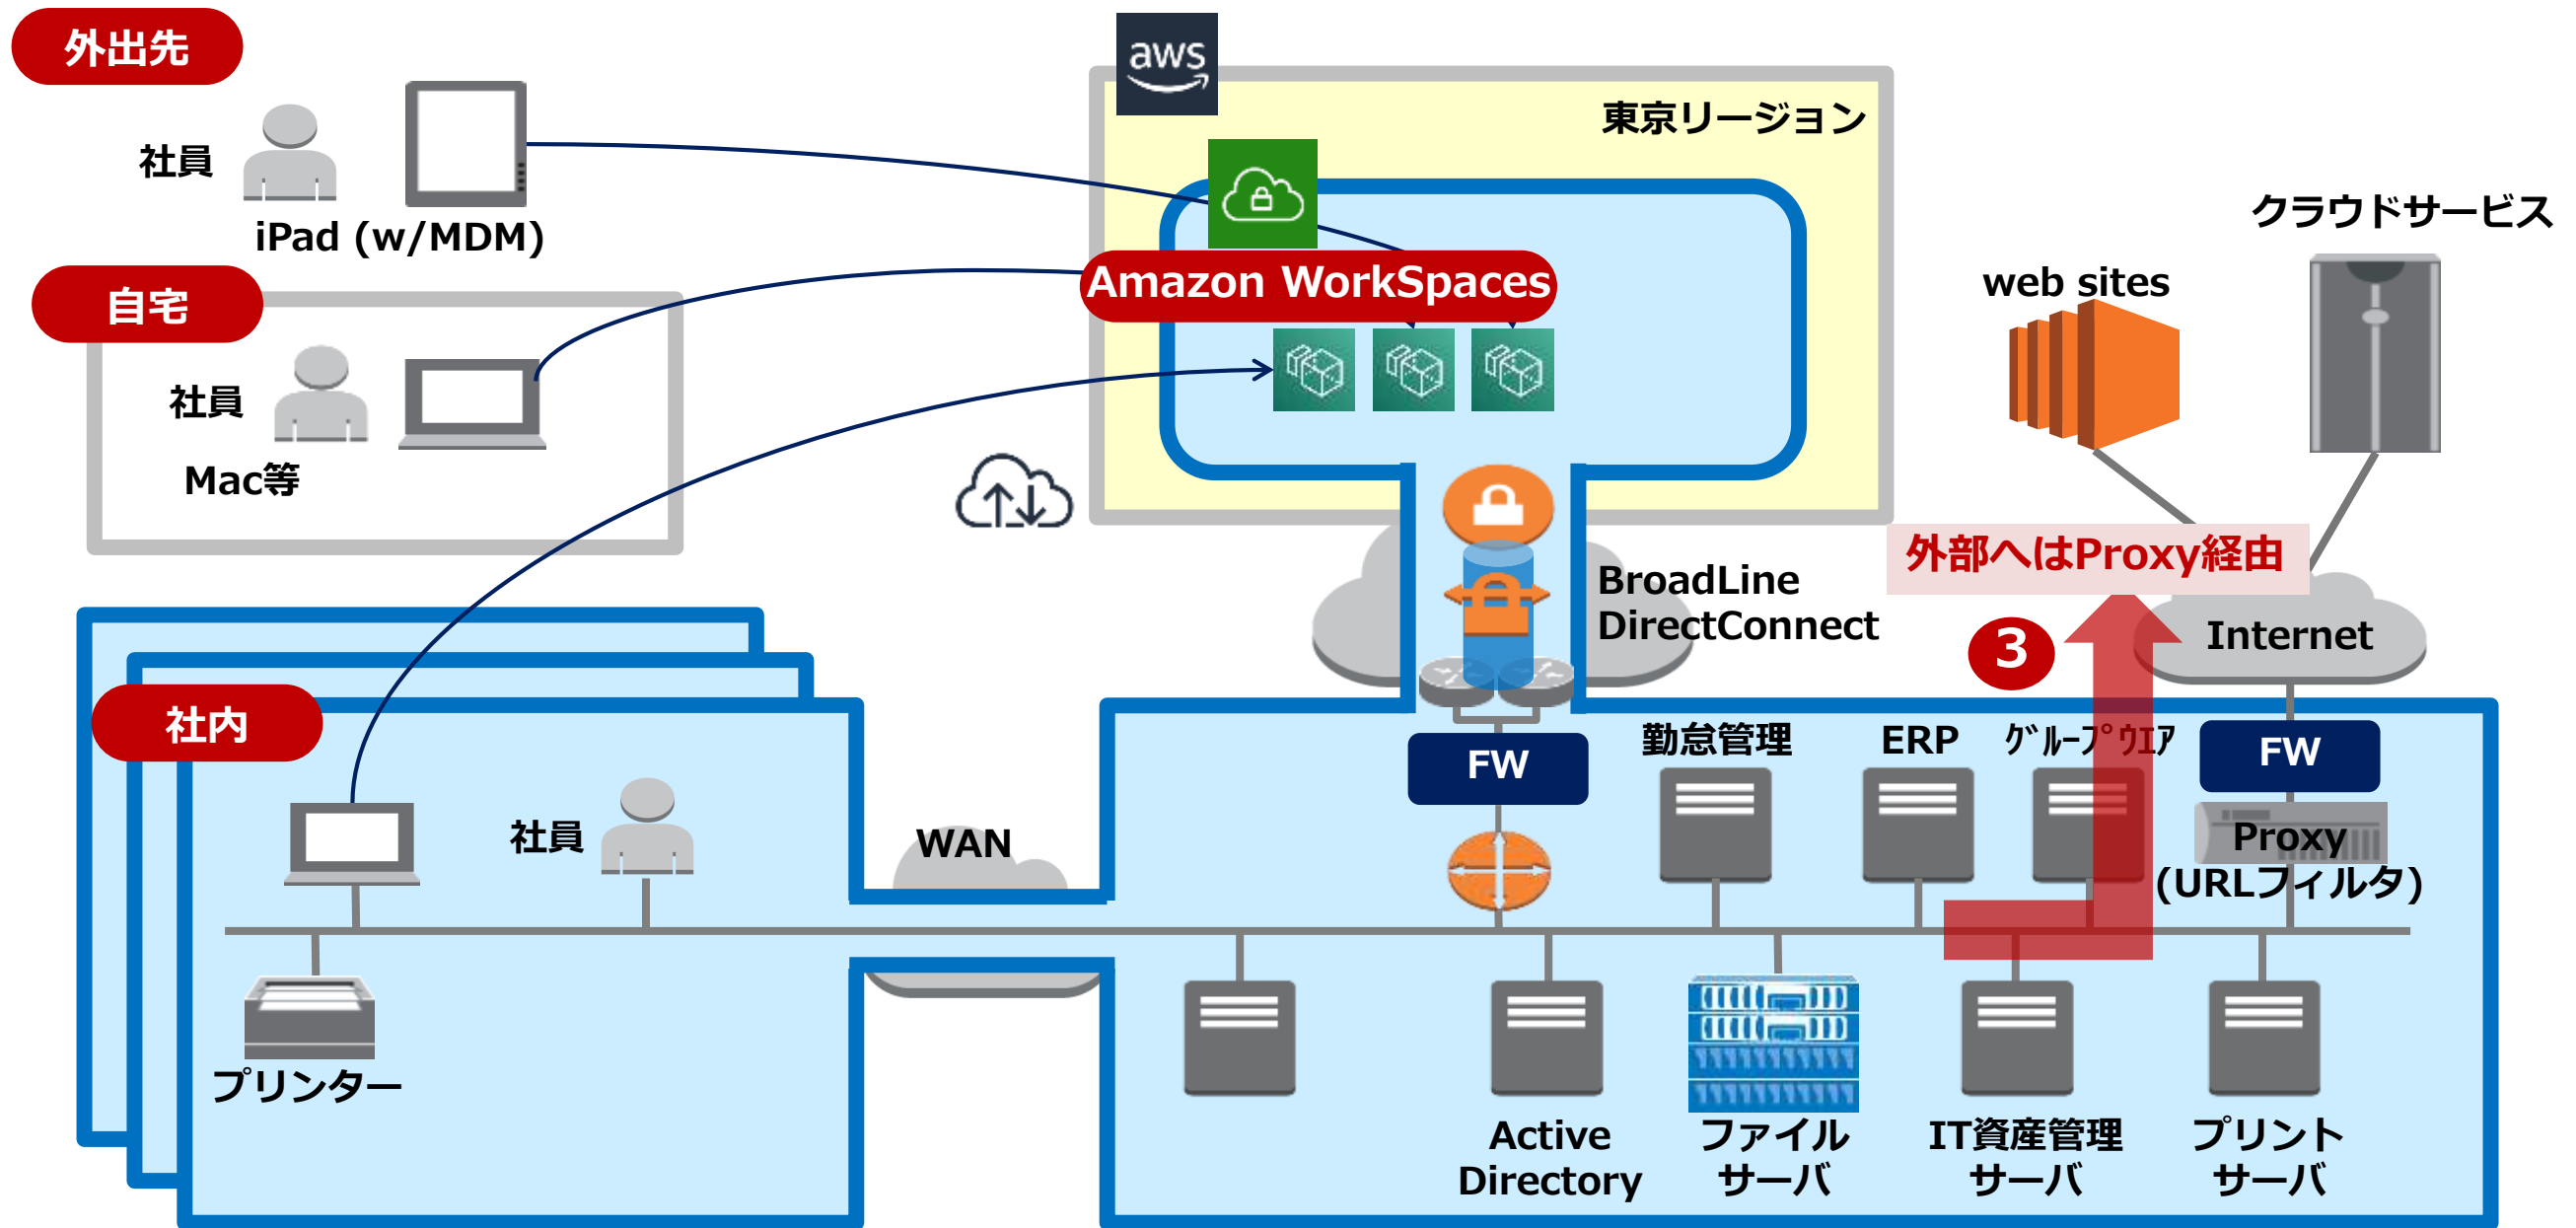 外出先
aws
東京リージョン
社員
iPad (w/MDM)
クラウドサービス
web sites
Amazon WorkSpaces
自宅
社員
Mac等
外部へはProxy経由
BroadLine
DirectConnect
3
Internet
社内
勤怠管理
ERP
ｸﾞﾙｰﾌﾟｳｴｱ
FW
FW
社員
WAN
Proxy
(URLフィルタ)
プリンター
Active
Directory
ファイル
サーバ
IT資産管理
サーバ
プリント
サーバ